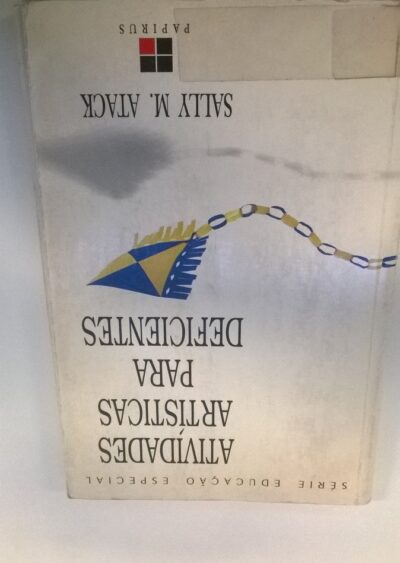 SÉRIE EDUCAÇÃO ESPECIAL
ATIVIDADES
ARTÍSTICAS
PARA
DEFICIENTES
SALLY M. ATACK
PAPIRUS